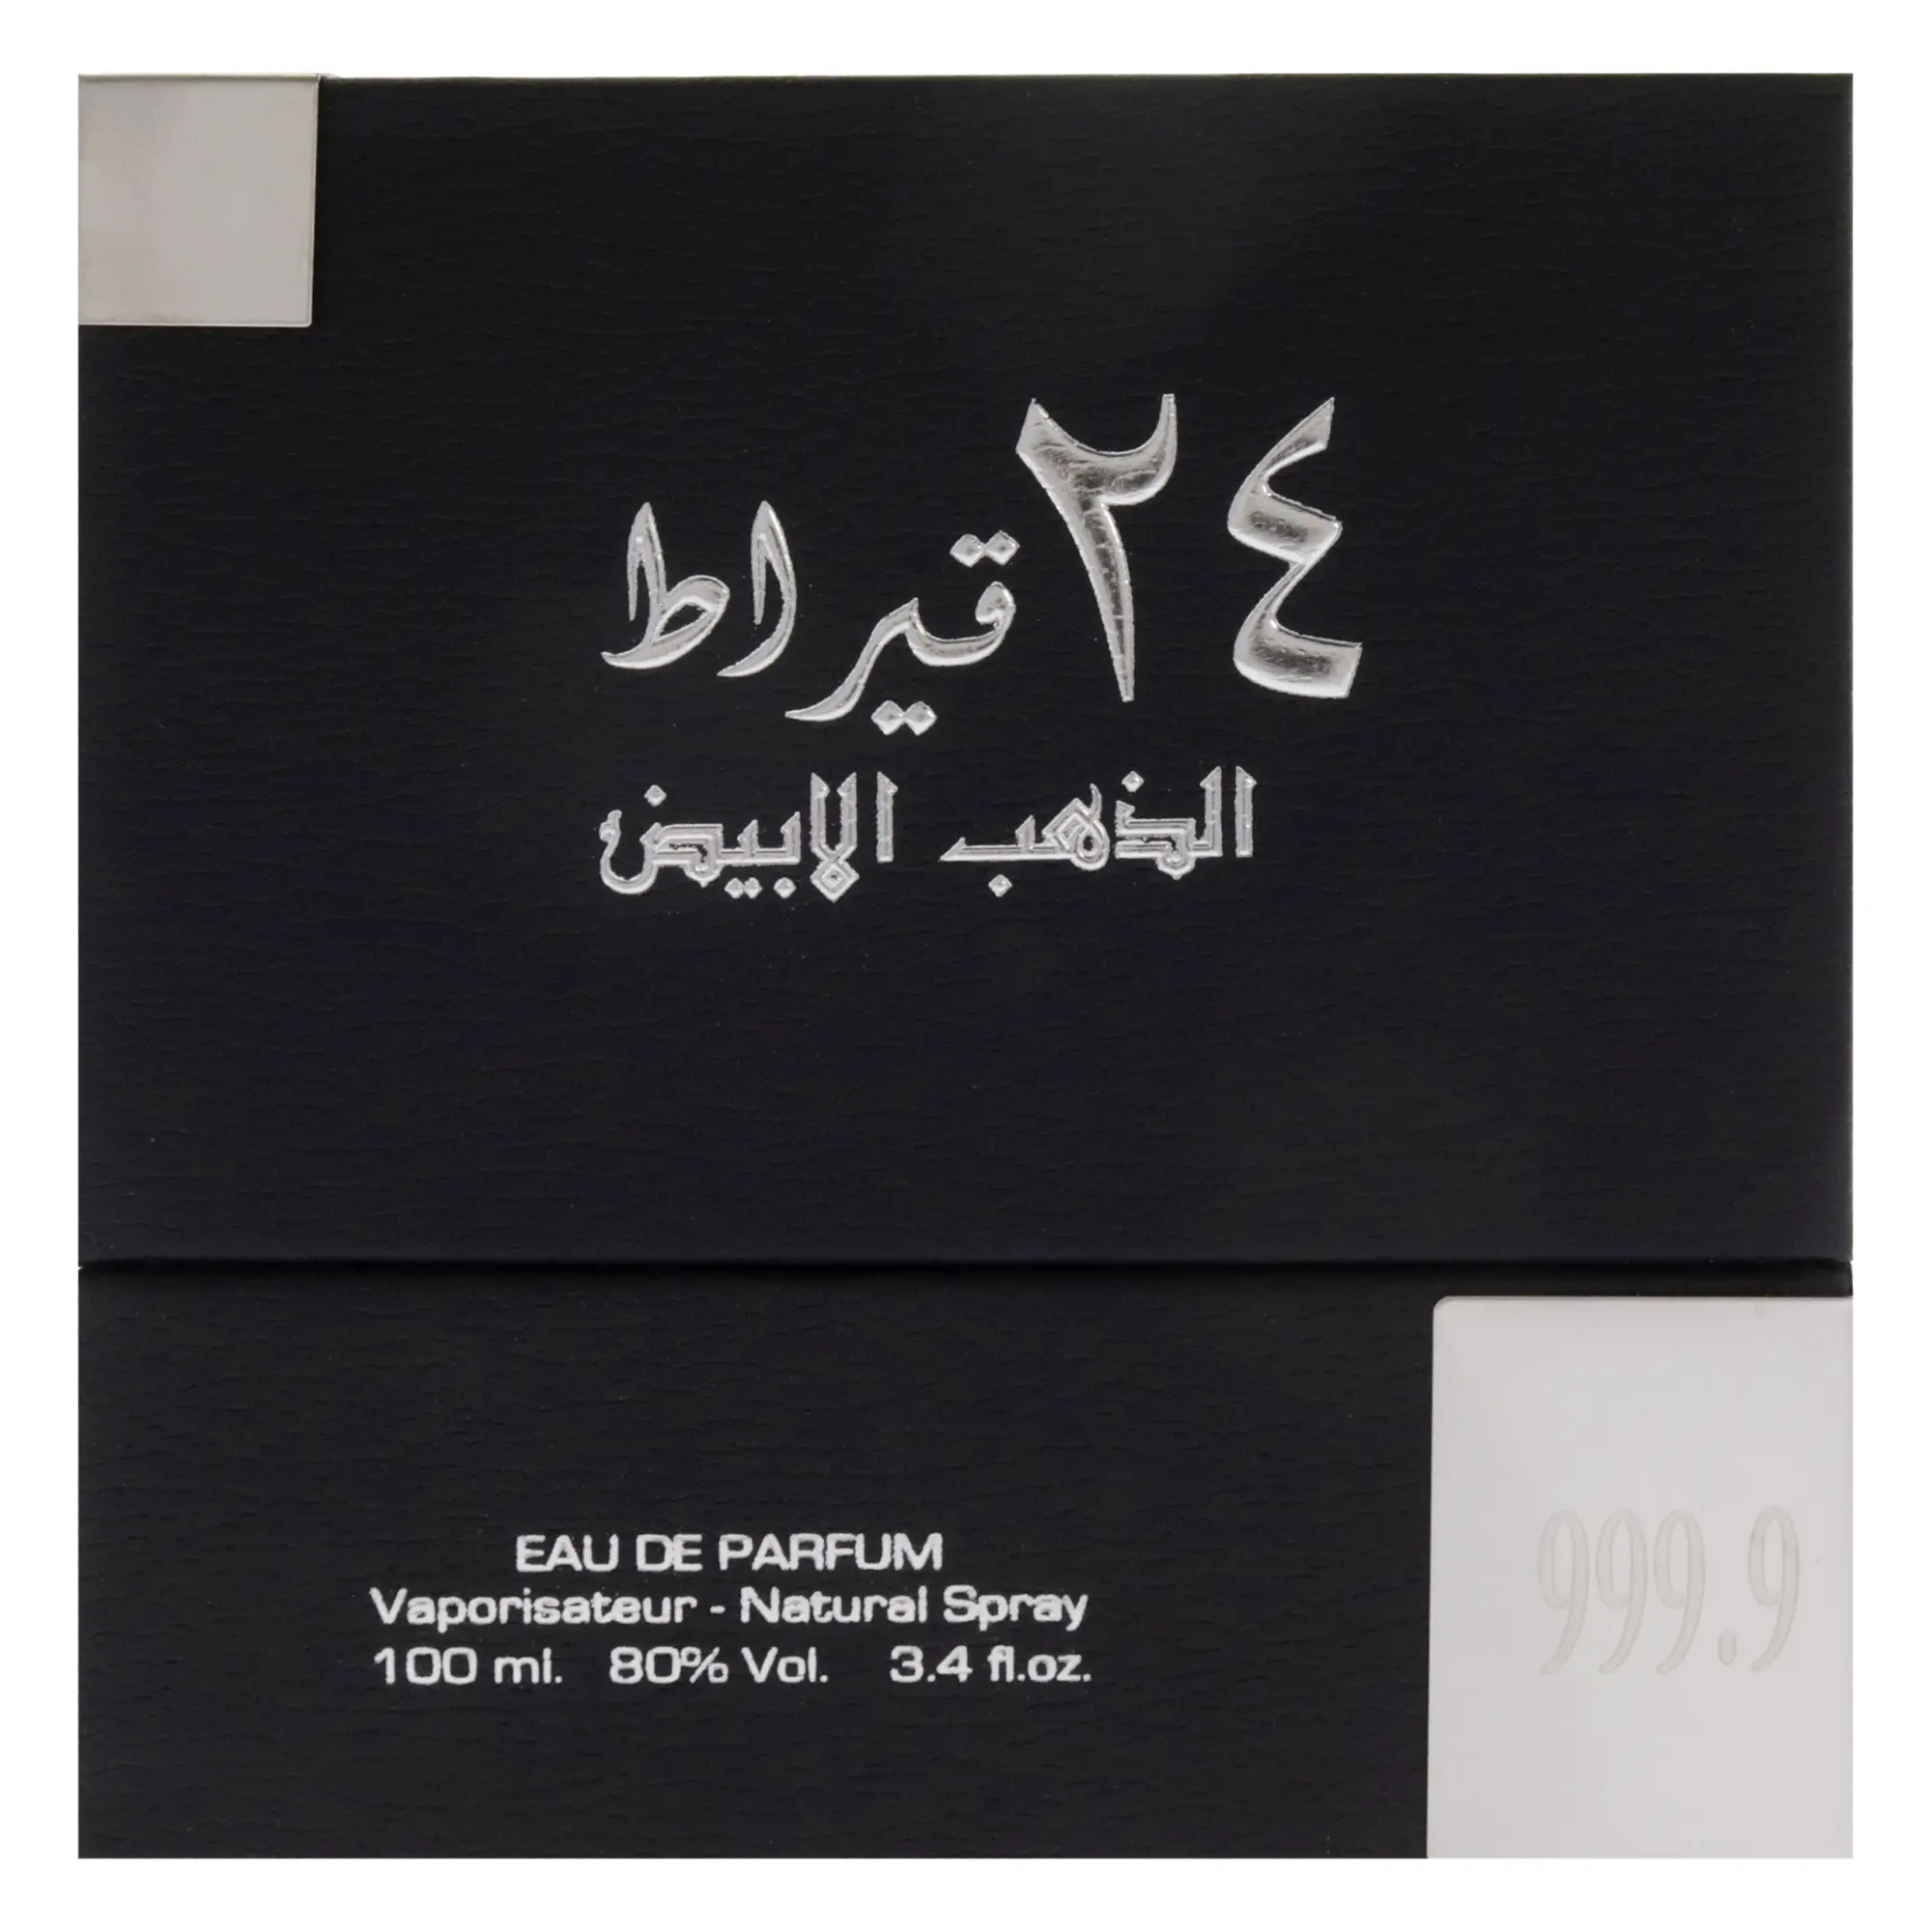 ٢٤ قيراط
الذهب الابيض
EAU DE PARFUM
Vaporisateur - Natural Spray
100 ml. 80% Vol. 3.4 fl.oz.
999.9